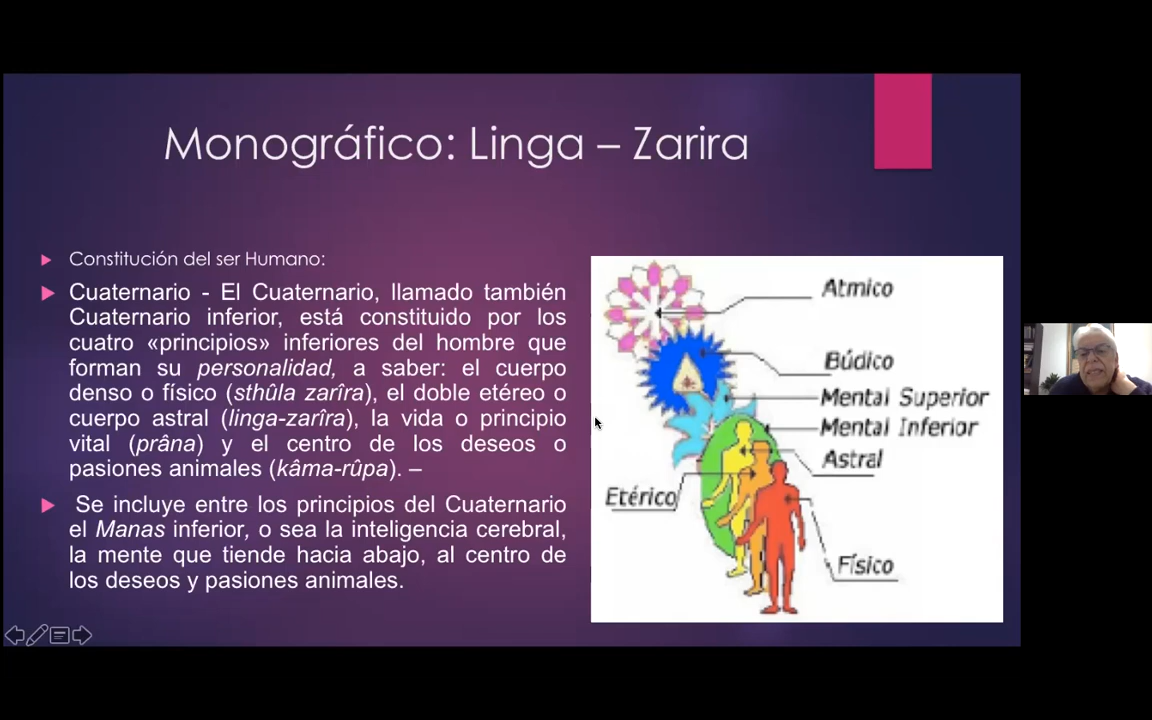 Monográfico: Linga – Zarira
Constitución del ser Humano:
Cuaternario - El Cuaternario, llamado también
Cuaternario inferior, está constituido por los
cuatro «principios» inferiores del hombre que
forman su personalidad, a saber: el cuerpo
denso o físico (sthûla zarîra), el doble etéreo o
cuerpo astral (linga-zarîra), la vida o principio
vital (prâna) y el centro de los deseos o
pasiones animales (kâma-rûpa). –
Se incluye entre los principios del Cuaternario
el Manas inferior, o sea la inteligencia cerebral,
la mente que tiende hacia abajo, al centro de
los deseos y pasiones animales.
Atmico
Búdico
Mental Superior
Mental Inferior
Astral
Etérico
Físico